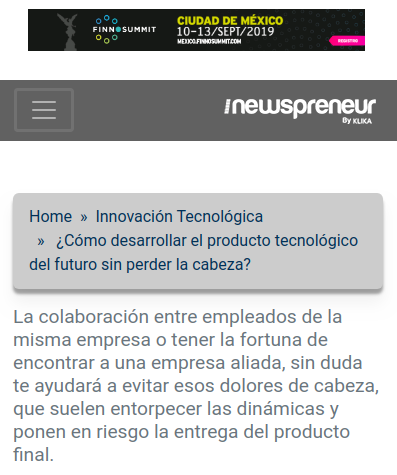 FINNOSUMMIT
CIUDAD DE MÉXICO
10-13/SEPT/2019
MEXICO.FINNOSUMMIT.COM
REGISTRO
newspreneur
By KLIKA
Home » Innovación Tecnológica
» ¿Cómo desarrollar el producto tecnológico
del futuro sin perder la cabeza?
La colaboración entre empleados de la
misma empresa o tener la fortuna de
encontrar a una empresa aliada, sin duda
te ayudará a evitar esos dolores de cabeza,
que suelen entorpecer las dinámicas y
ponen en riesgo la entrega del producto
final.